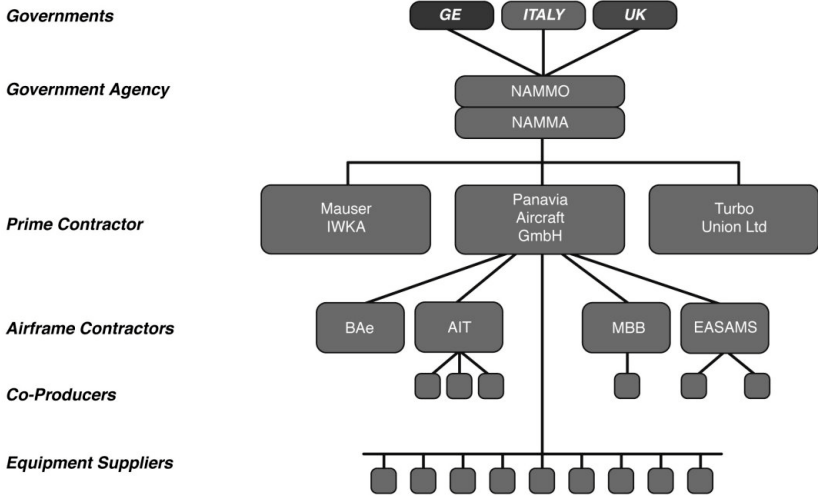 Governments
GE
ITALY
UK
Government Agency
NAMMO
NAMMA
Prime Contractor
Mauser
IWKA
Panavia
Aircraft
GmbH
Turbo
Union Ltd
Airframe Contractors
BAe
AIT
MBB
EASAMS
Co-Producers
Equipment Suppliers